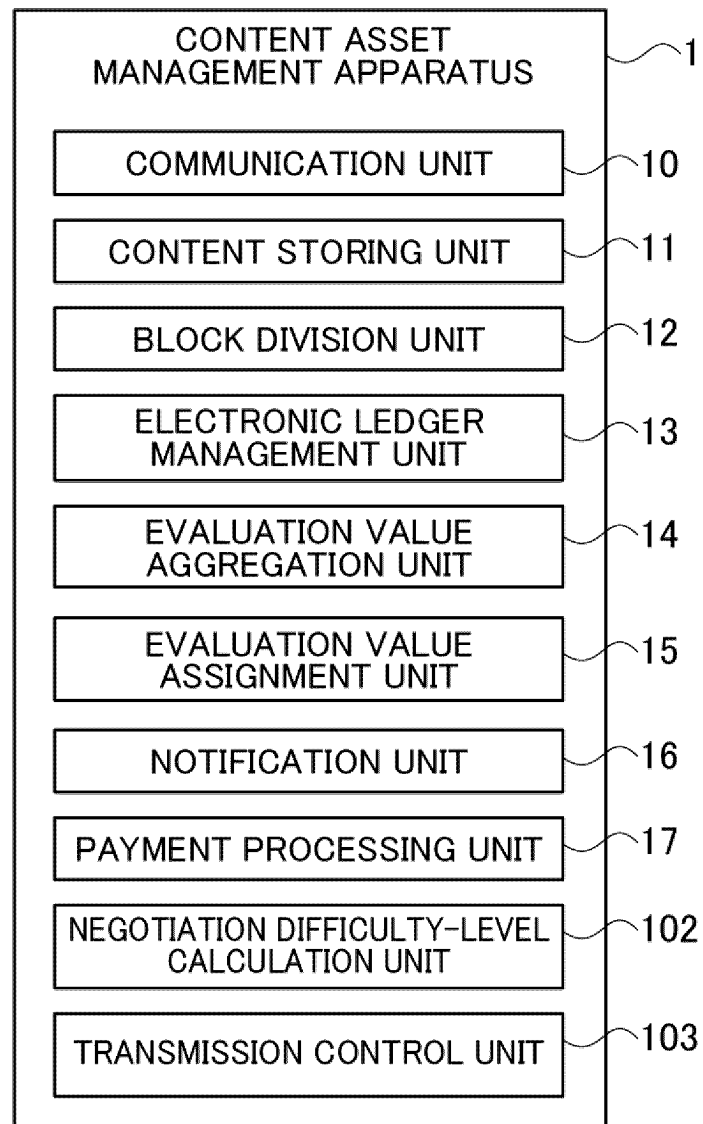 CONTENT ASSET
MANAGEMENT APPARATUS
1
COMMUNICATION UNIT
10
CONTENT STORING UNIT
11
BLOCK DIVISION UNIT
12
ELECTRONIC LEDGER
MANAGEMENT UNIT
13
EVALUATION VALUE
AGGREGATION UNIT
14
EVALUATION VALUE
ASSIGNMENT UNIT
15
NOTIFICATION UNIT
16
PAYMENT PROCESSING UNIT
17
NEGOTIATION DIFFICULTY-LEVEL
CALCULATION UNIT
102
TRANSMISSION CONTROL UNIT
103